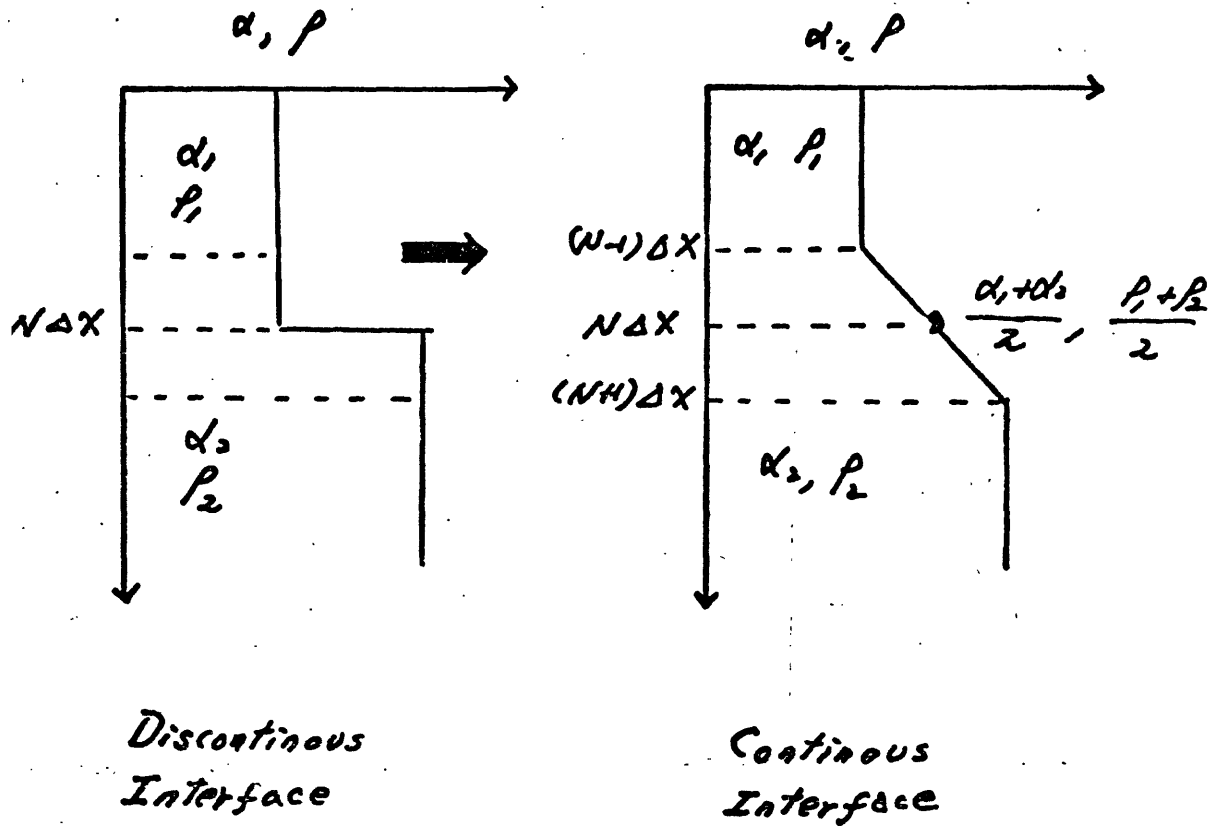 α, ρ
α₁
ρ₁
NΔX
α₂
ρ₂
Discontinous
Interface
α, ρ
α₁ ρ₁
(N-1)ΔX
NΔX
(α₁+α₂)/2, (ρ₁+ρ₂)/2
(N+1)ΔX
α₂, ρ₂
Continous
Interface